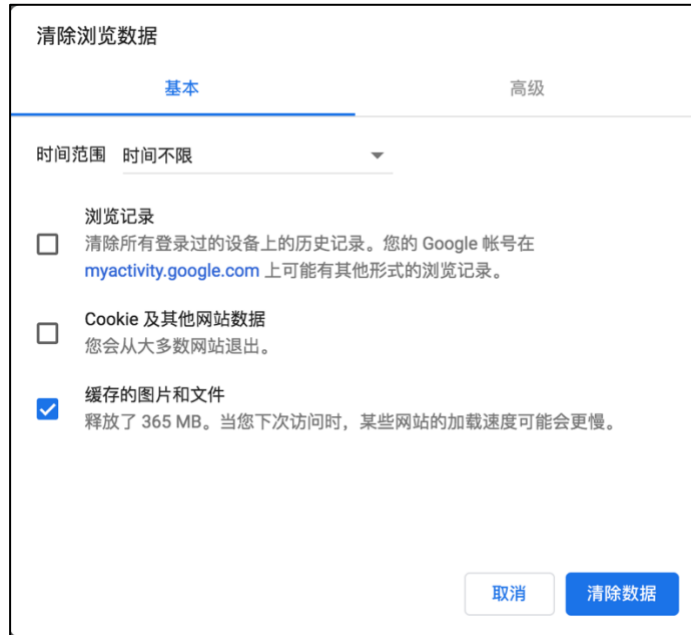 清除浏览数据
基本
高级
时间范围 时间不限
浏览记录
清除所有登录过的设备上的历史记录。您的 Google 帐号在
myactivity.google.com 上可能有其他形式的浏览记录。
Cookie 及其他网站数据
您会从大多数网站退出。
缓存的图片和文件
释放了 365 MB。当您下次访问时，某些网站的加载速度可能会更慢。
取消
清除数据